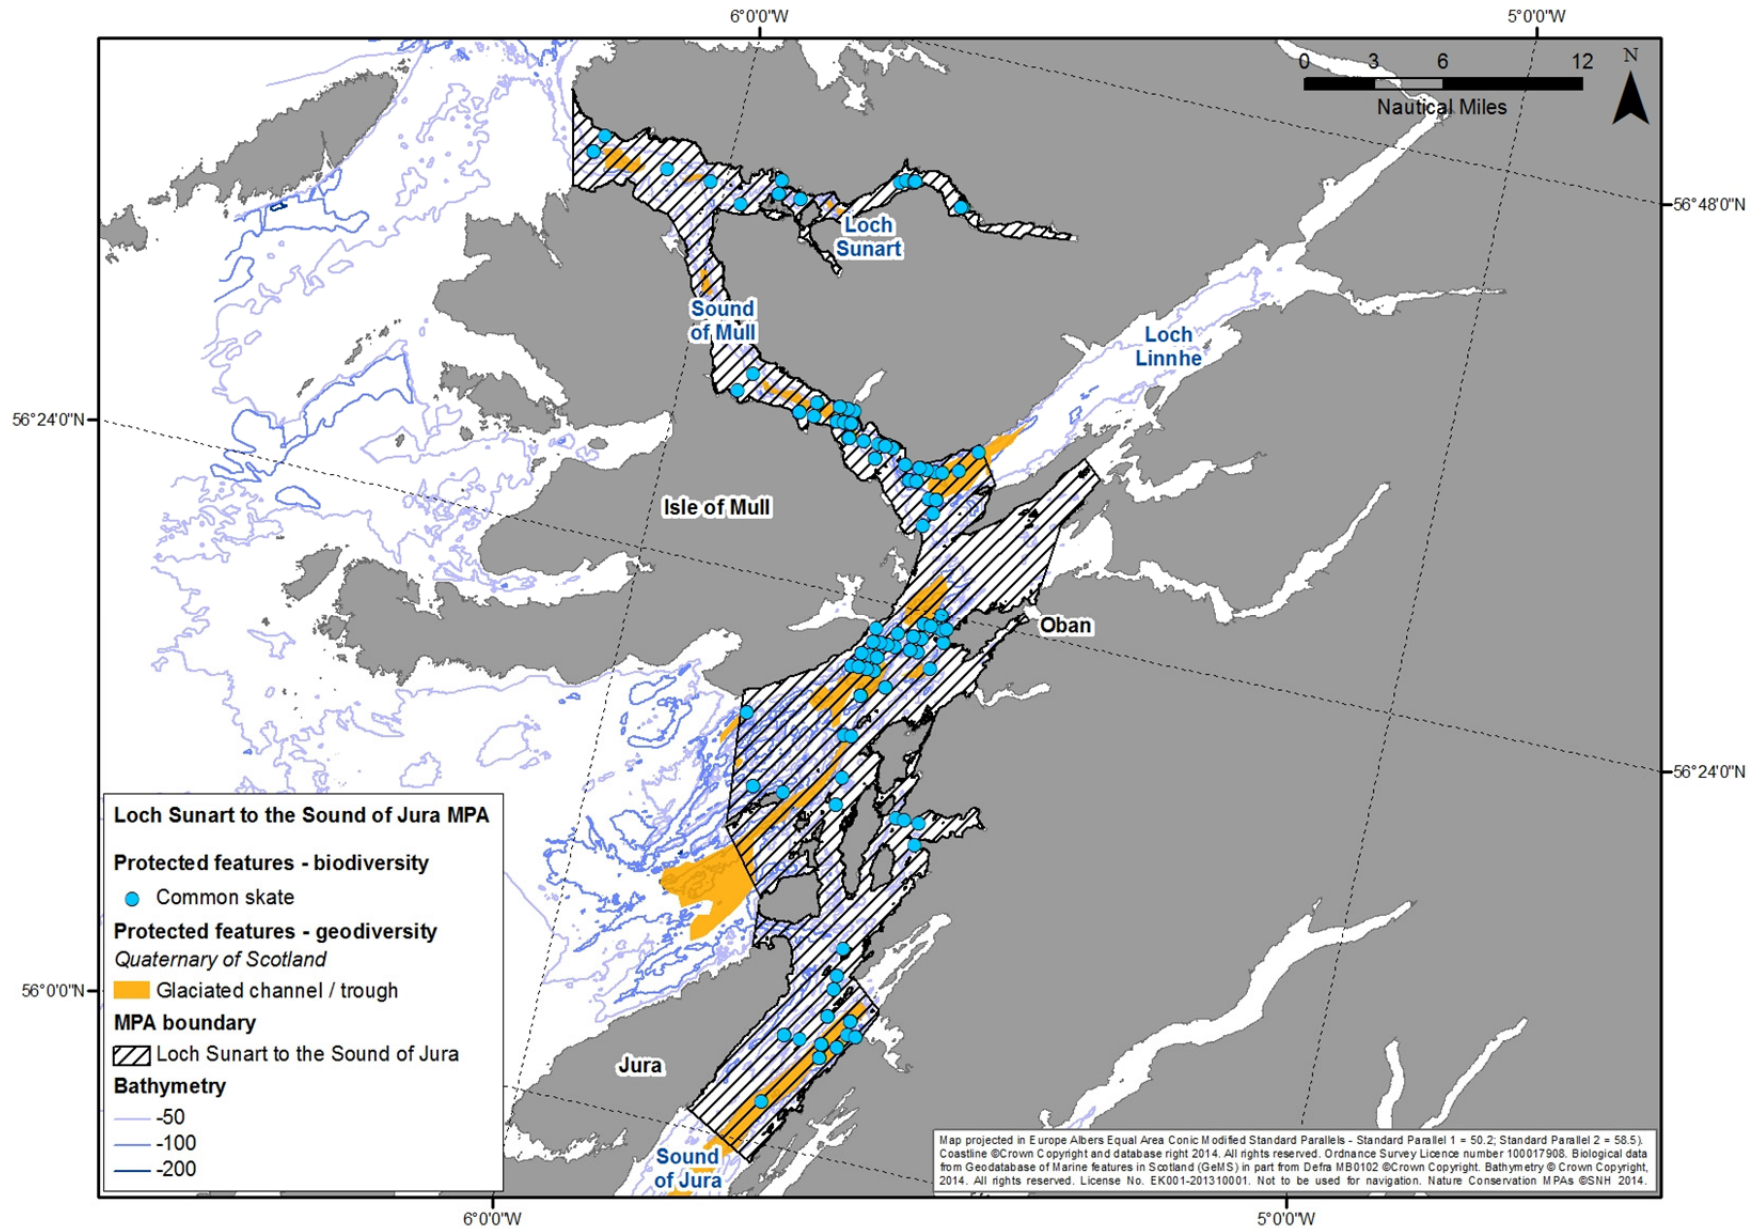 6°0'0"W
5°0'0"W
0 3 6 12
N
Nautical Miles
56°48'0"N
Loch
Sunart
Sound
of Mull
Loch
Linnhe
56°24'0"N
Isle of Mull
Oban
56°24'0"N
Loch Sunart to the Sound of Jura MPA
Protected features - biodiversity
Common skate
Protected features - geodiversity
Quaternary of Scotland
Glaciated channel / trough
MPA boundary
Loch Sunart to the Sound of Jura
Bathymetry
-50
-100
-200
56°0'0"N
Jura
Sound
of Jura
Map projected in Europe Albers Equal Area Conic Modified Standard Parallels - Standard Parallel 1 = 50.2; Standard Parallel 2 = 58.5).
Coastline ©Crown Copyright and database right 2014. All rights reserved. Ordnance Survey Licence number 100017908. Biological data
from Geodatabase of Marine features in Scotland (GeMS) in part from Defra MB0102 ©Crown Copyright. Bathymetry © Crown Copyright,
2014. All rights reserved. License No. EK001-201310001. Not to be used for navigation. Nature Conservation MPAs ©SNH 2014.
6°0'0"W
5°0'0"W